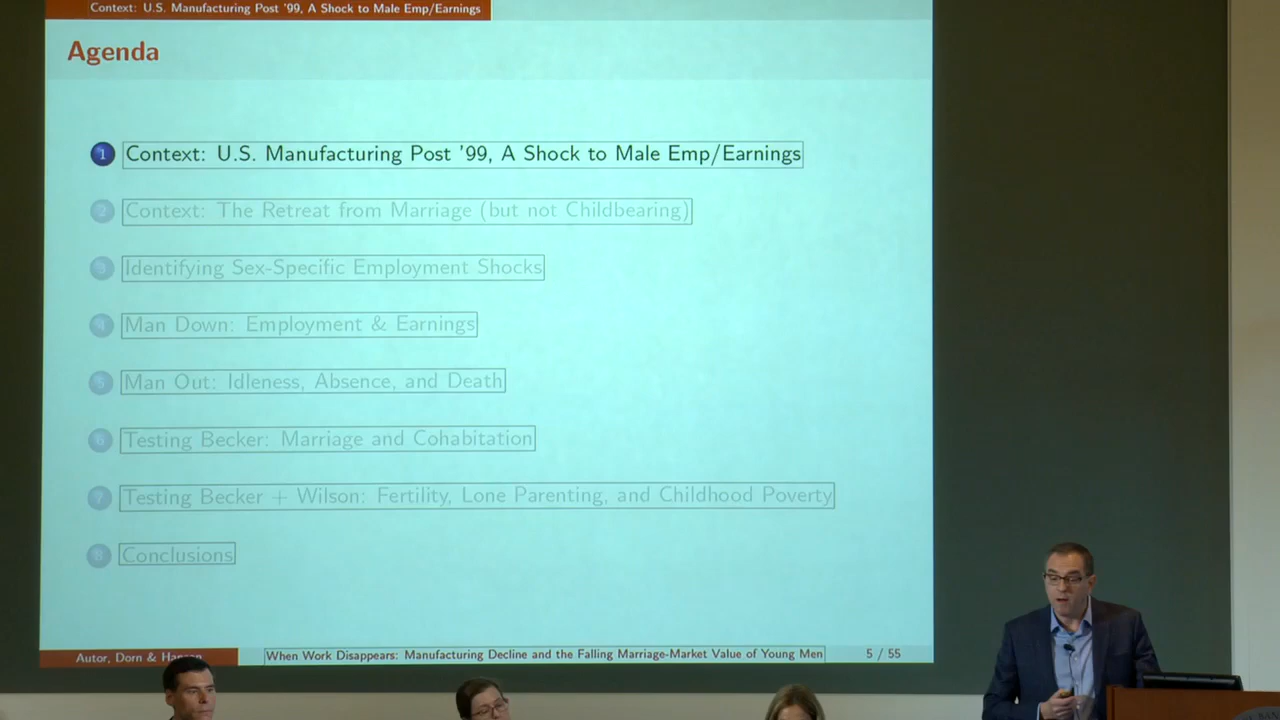 Context: U.S. Manufacturing Post '99, A Shock to Male Emp/Earnings
Agenda
1 Context: U.S. Manufacturing Post '99, A Shock to Male Emp/Earnings
2 Context: The Retreat from Marriage (but not Childbearing)
3 Identifying Sex-Specific Employment Shocks
4 Man Down: Employment & Earnings
5 Man Out: Idleness, Absence, and Death
6 Testing Becker: Marriage and Cohabitation
7 Testing Becker + Wilson: Fertility, Lone Parenting, and Childhood Poverty
8 Conclusions
Autor, Dorn &
When Work Disappears: Manufacturing Decline and the Falling Marriage-Market Value of Young Men
5 / 55